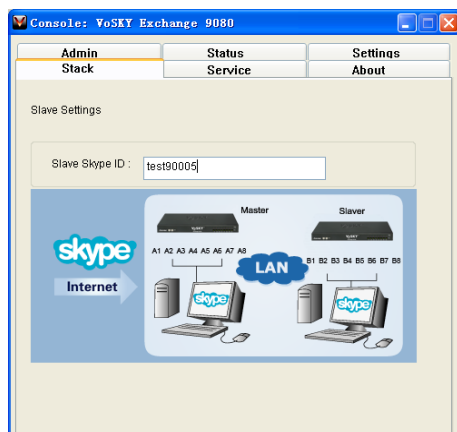 Console: VoSKY Exchange 9080
Admin Status Settings
Stack Service About
Slave Settings
Slave Skype ID : test90005
Master Slaver
skype
A1 A2 A3 A4 A5 A6 A7 A8 B1 B2 B3 B4 B5 B6 B7 B8
LAN
Internet
skype skype